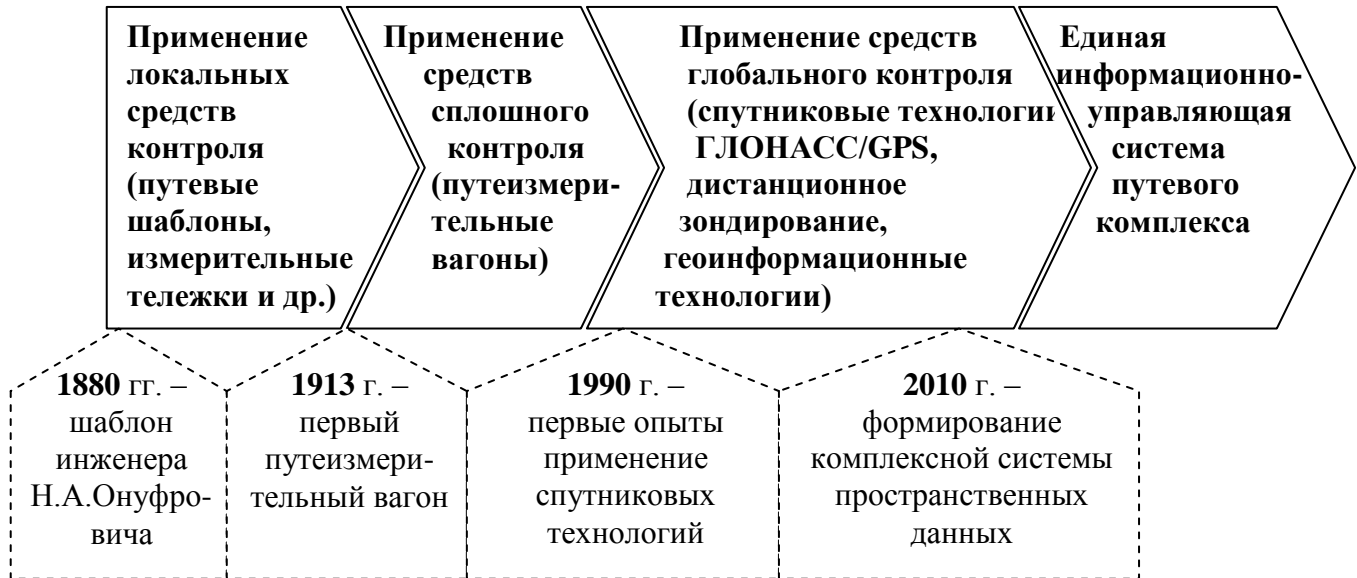 Применение
локальных
средств
контроля
(путевые
шаблоны,
измерительные
тележки и др.)
Применение
средств
сплошного
контроля
(путеизмери-
тельные
вагоны)
Применение средств
глобального контроля
(спутниковые технологии
ГЛОНАСС/GPS,
дистанционное
зондирование,
геоинформационные
технологии)
Единая
информационно-
управляющая
система
путевого
комплекса
1880 гг. –
шаблон
инженера
Н.А.Онуфро-
вича
1913 г. –
первый
путеизмери-
тельный вагон
1990 г. –
первые опыты
применение
спутниковых
технологий
2010 г. –
формирование
комплексной системы
пространственных
данных